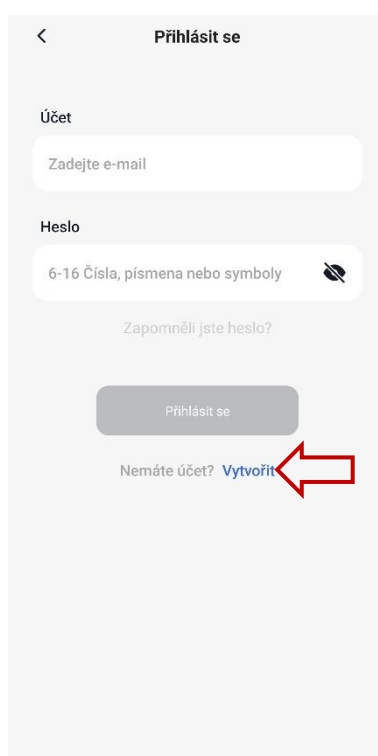 Přihlásit se
Účet
Zadejte e-mail
Heslo
6-16 Čísla, písmena nebo symboly
Zapomněli jste heslo?
Přihlásit se
Nemáte účet? Vytvořit